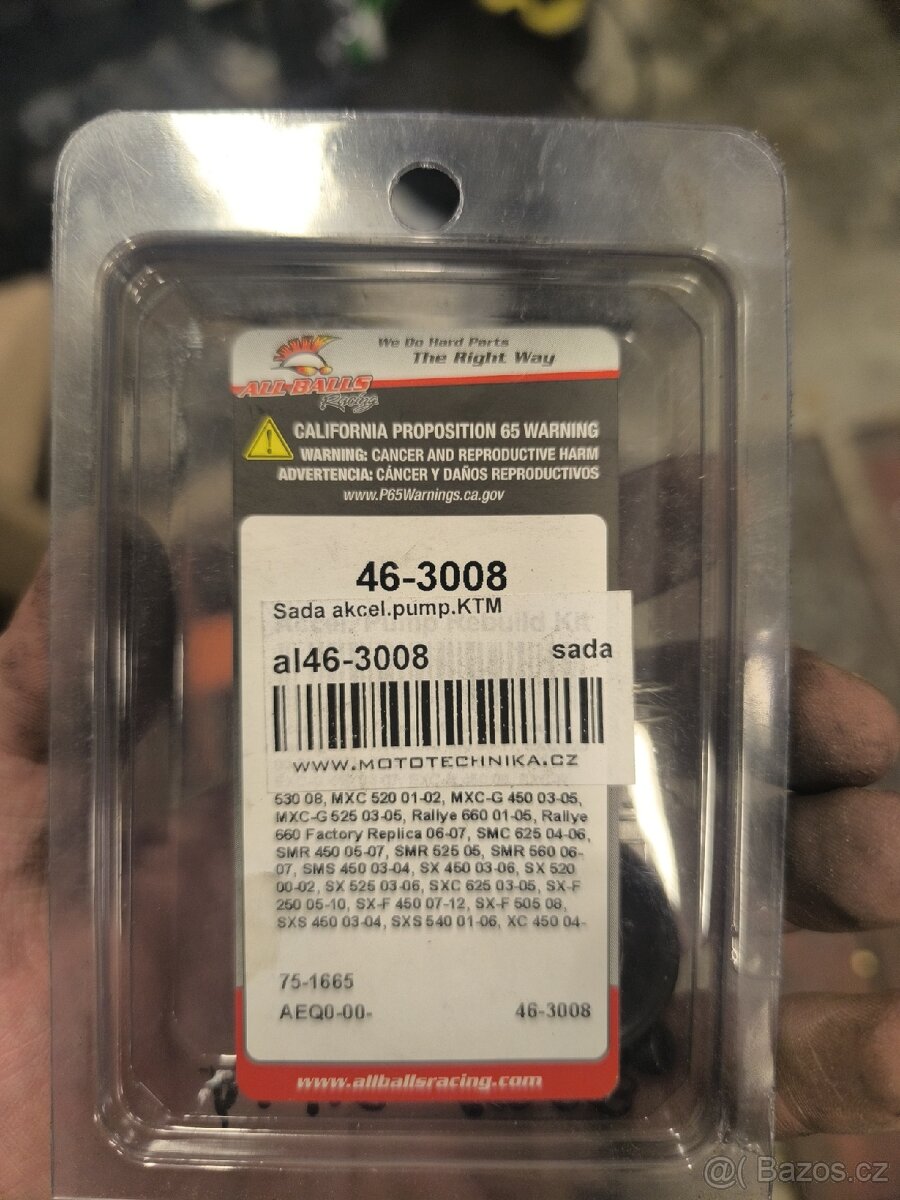 We Do Hard Parts
The Right Way
ALL BALLS
Racing
CALIFORNIA PROPOSITION 65 WARNING
WARNING: CANCER AND REPRODUCTIVE HARM
ADVERTENCIA: CÁNCER Y DAÑOS REPRODUCTIVOS
www.P65Warnings.ca.gov
46-3008
Sada akcel.pump.KTM
Rebuild Kit
al46-3008 sada
WWW.MOTOTECHNIKA.CZ
530 08, MXC 520 01-02, MXC-G 450 03-05,
MXC-G 525 03-05, Rallye 660 01-05, Rallye
660 Factory Replica 06-07, SMC 625 04-06,
SMR 450 05-07, SMR 525 05, SMR 560 06-
07, SMS 450 03-04, SX 450 03-06, SX 520
00-02, SX 525 03-06, SXC 625 03-05, SX-F
250 05-10, SX-F 450 07-12, SX-F 505 08,
SXS 450 03-04, SXS 540 01-06, XC 450 04-
75-1665
AEQ0-00- 46-3008
www.allballsracing.com
@( Bazos.cz